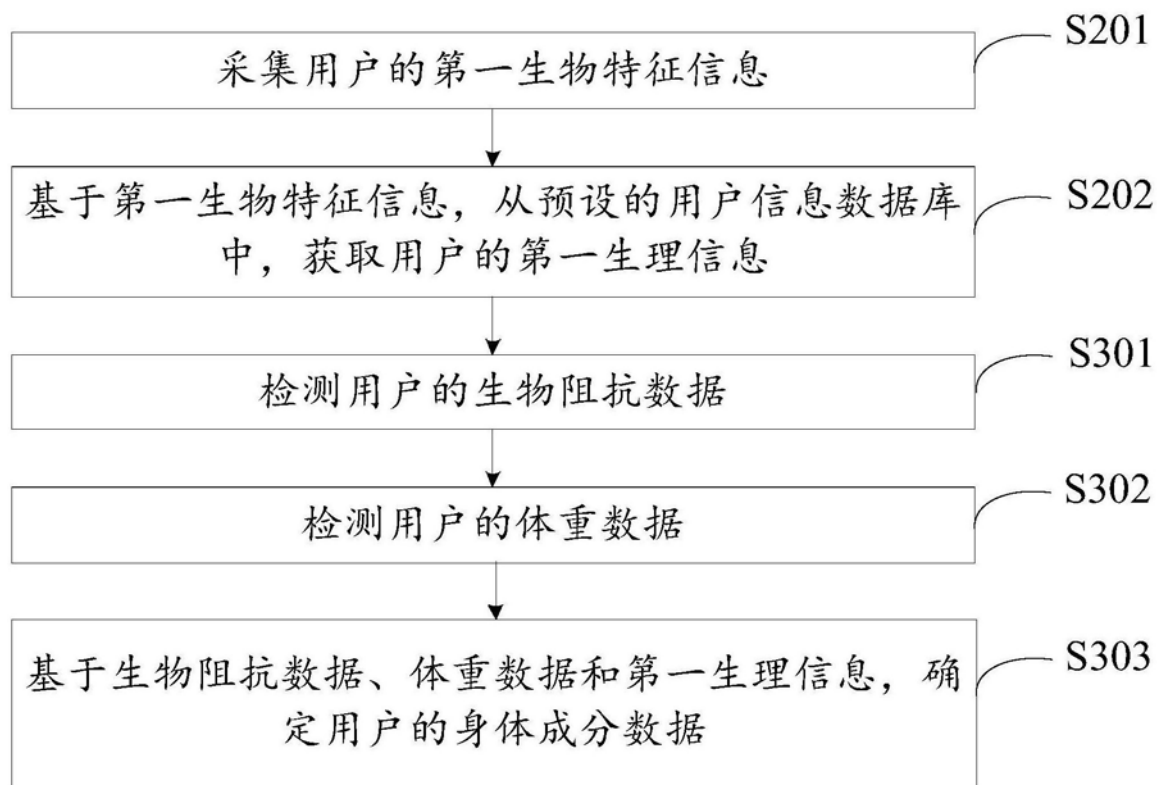 S201
采集用户的第一生物特征信息
S202
基于第一生物特征信息，从预设的用户信息数据库
中，获取用户的第一生理信息
S301
检测用户的生物阻抗数据
S302
检测用户的体重数据
S303
基于生物阻抗数据、体重数据和第一生理信息，确
定用户的身体成分数据